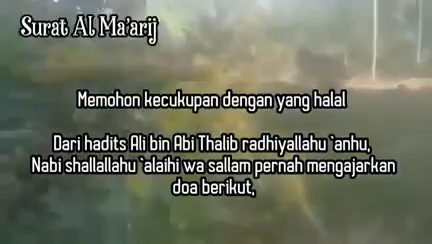 Surat Al Ma'arij
Memohon kecukupan dengan yang halal
Dari hadits Ali bin Abi Thalib radhiyallahu `anhu,
Nabi shallallahu `alaihi wa sallam pernah mengajarkan
doa berikut,